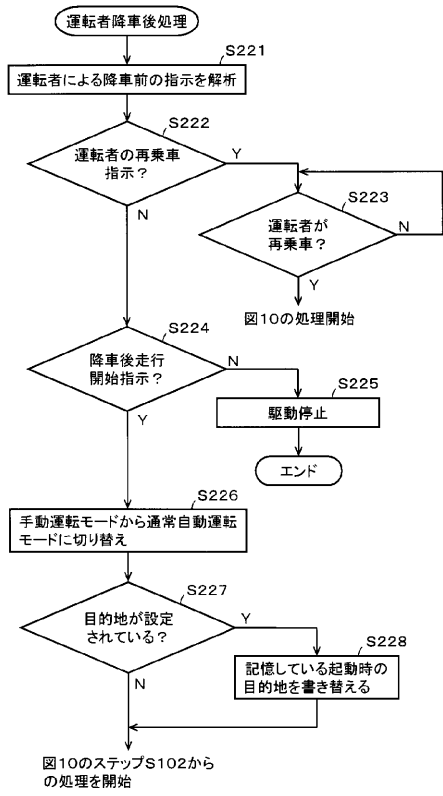 運転者降車後処理
S221
運転者による降車前の指示を解析
S222
運転者の再乗車
指示？
Y
N
S223
運転者が
再乗車？
N
Y
図10の処理開始
S224
降車後走行
開始指示？
N
Y
S225
駆動停止
エンド
S226
手動運転モードから通常自動運転
モードに切り替え
S227
目的地が設定
されている？
Y
N
S228
記憶している起動時の
目的地を書き替える
図10のステップS102から
の処理を開始